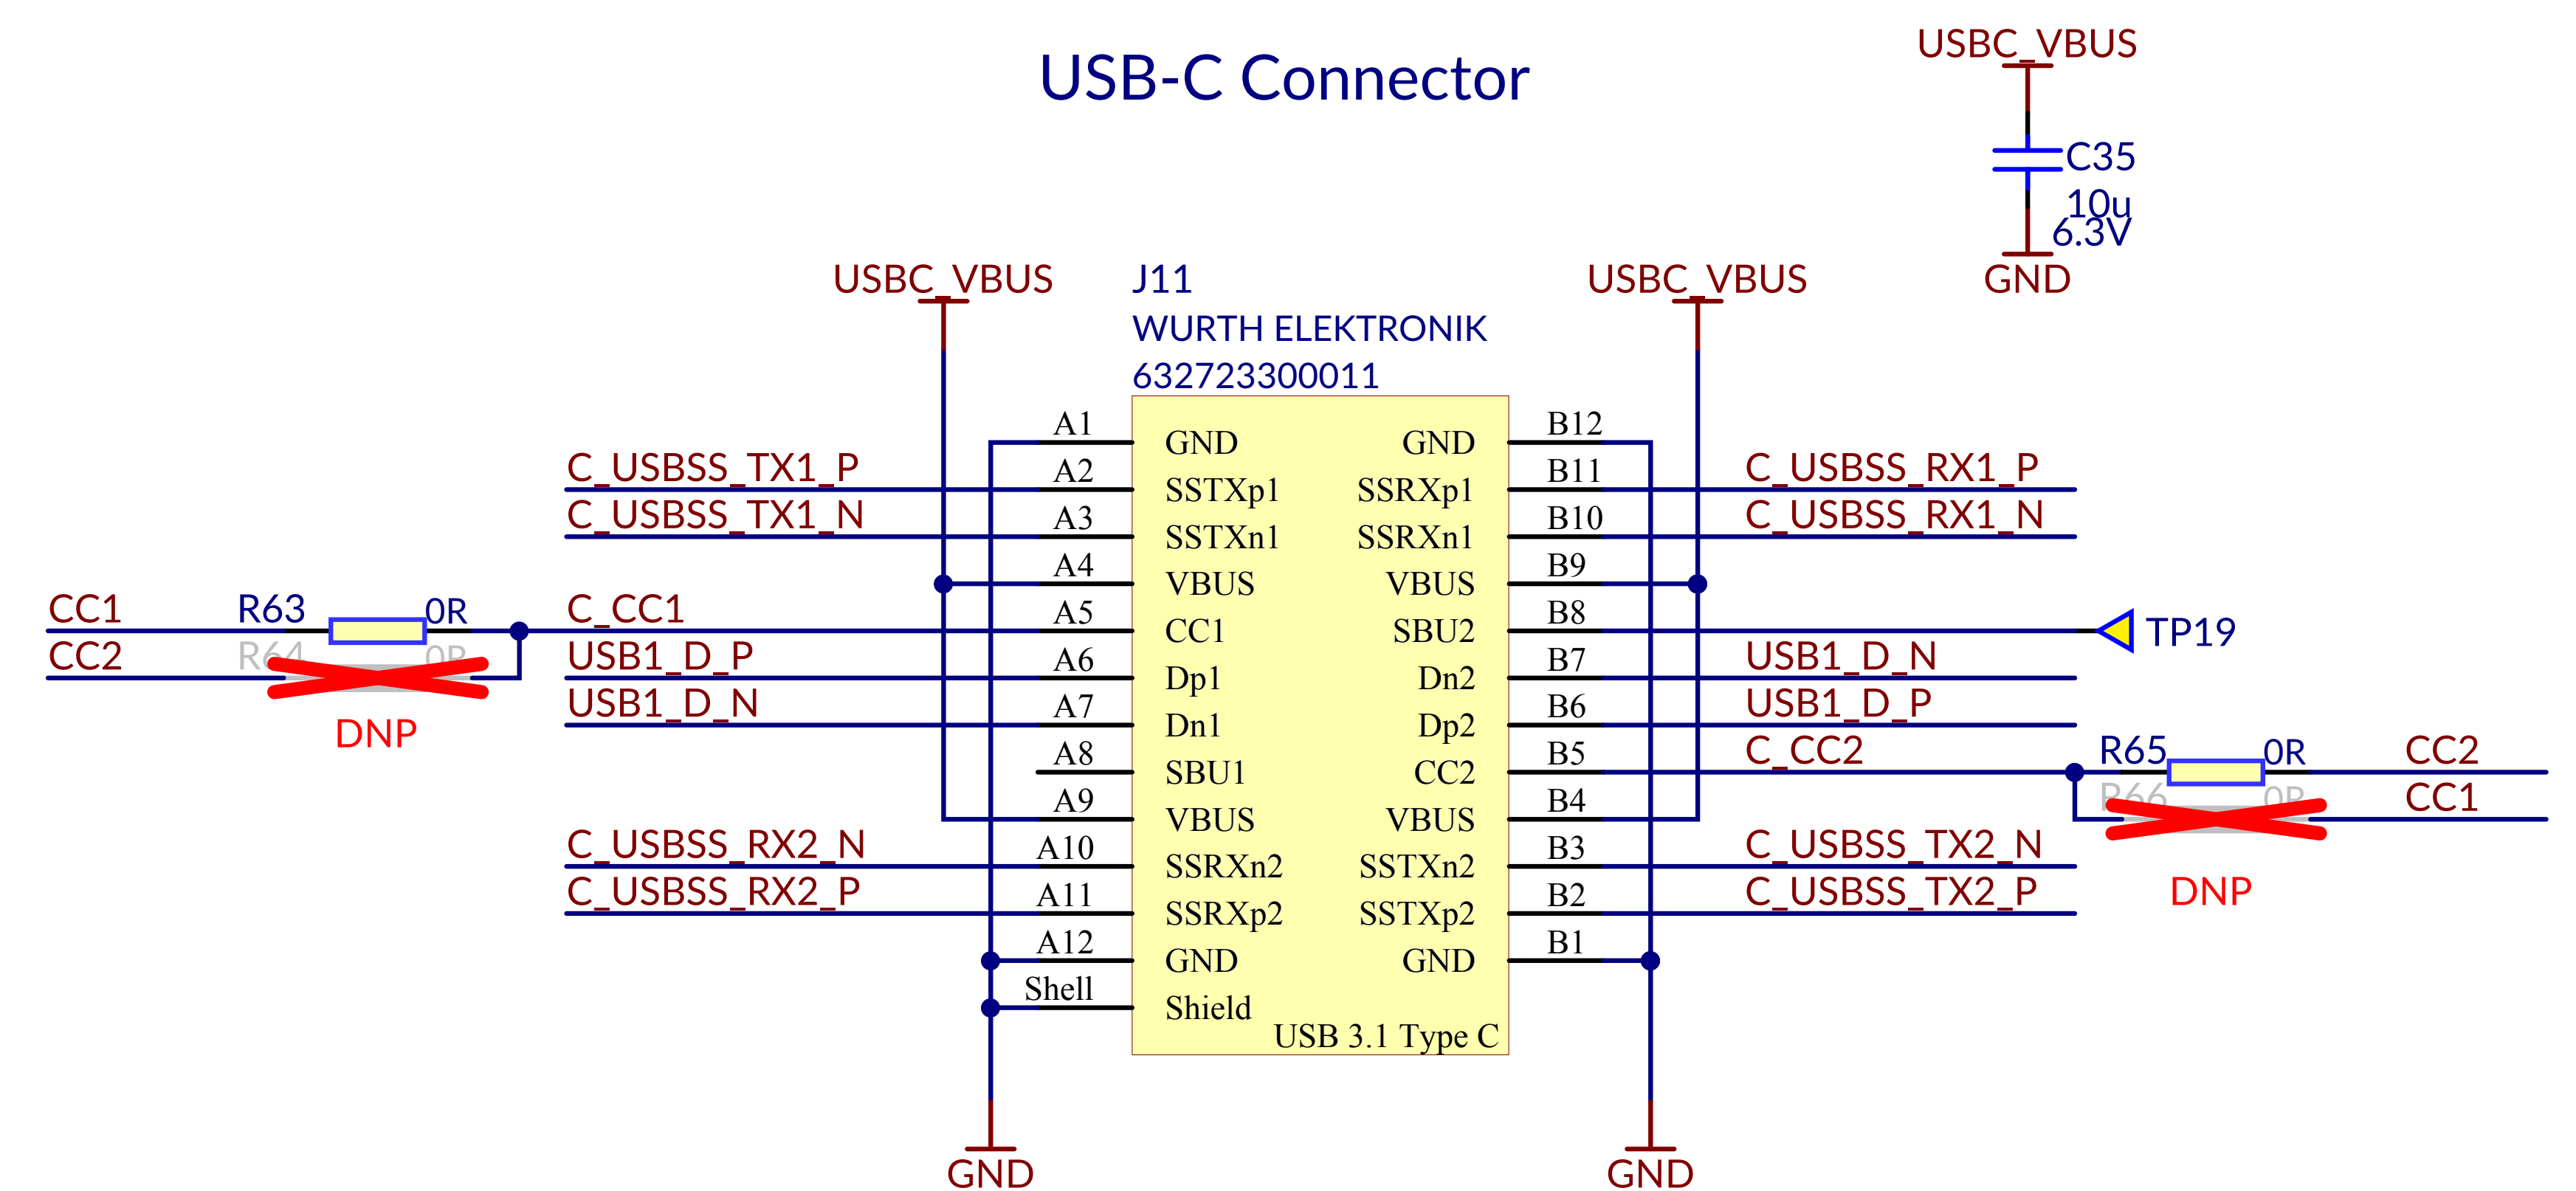 USBC_VBUS
USB-C Connector
C35
10u
6.3V
GND
USBC_VBUS
J11
USBC_VBUS
WURTH ELEKTRONIK
632723300011
A1 GND GND B12
C_USBSS_TX1_P A2 SSTXp1 SSRXp1 B11 C_USBSS_RX1_P
C_USBSS_TX1_N A3 SSTXn1 SSRXn1 B10 C_USBSS_RX1_N
A4 VBUS VBUS B9
CC1 R63 0R C_CC1 A5 CC1 SBU2 B8 TP19
CC2 R64 0R USB1_D_P A6 Dp1 Dn2 B7 USB1_D_N
DNP USB1_D_N A7 Dn1 Dp2 B6 USB1_D_P
A8 SBU1 CC2 B5 C_CC2 R65 0R CC2
A9 VBUS VBUS B4 R66 0R CC1
C_USBSS_RX2_N A10 SSRXn2 SSTXn2 B3 C_USBSS_TX2_N
C_USBSS_RX2_P A11 SSRXp2 SSTXp2 B2 C_USBSS_TX2_P DNP
A12 GND GND B1
Shell Shield
USB 3.1 Type C
GND GND